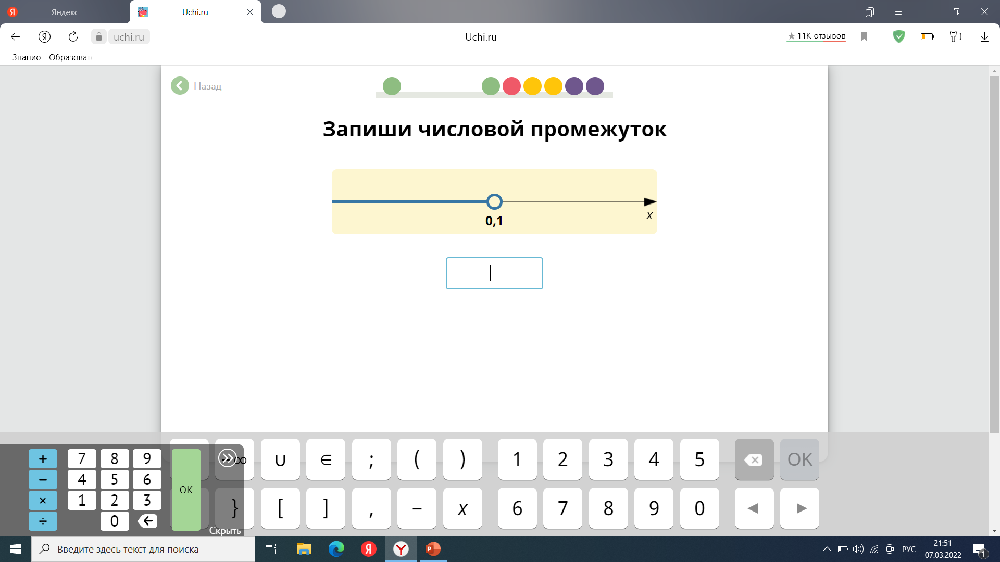 Яндекс
Uchi.ru
uchi.ru
Uchi.ru
★11К отзывов
Знанио - Образоват
Назад
Запиши числовой промежуток
0,1
x
∞ ∪ ∈ ; ( ) 1 2 3 4 5 OK
} [ ] , − x 6 7 8 9 0
+ 7 8 9
− 4 5 6
× 1 2 3
÷ 0
OK
Скрыть
Введите здесь текст для поиска
РУС
21:51
07.03.2022
1